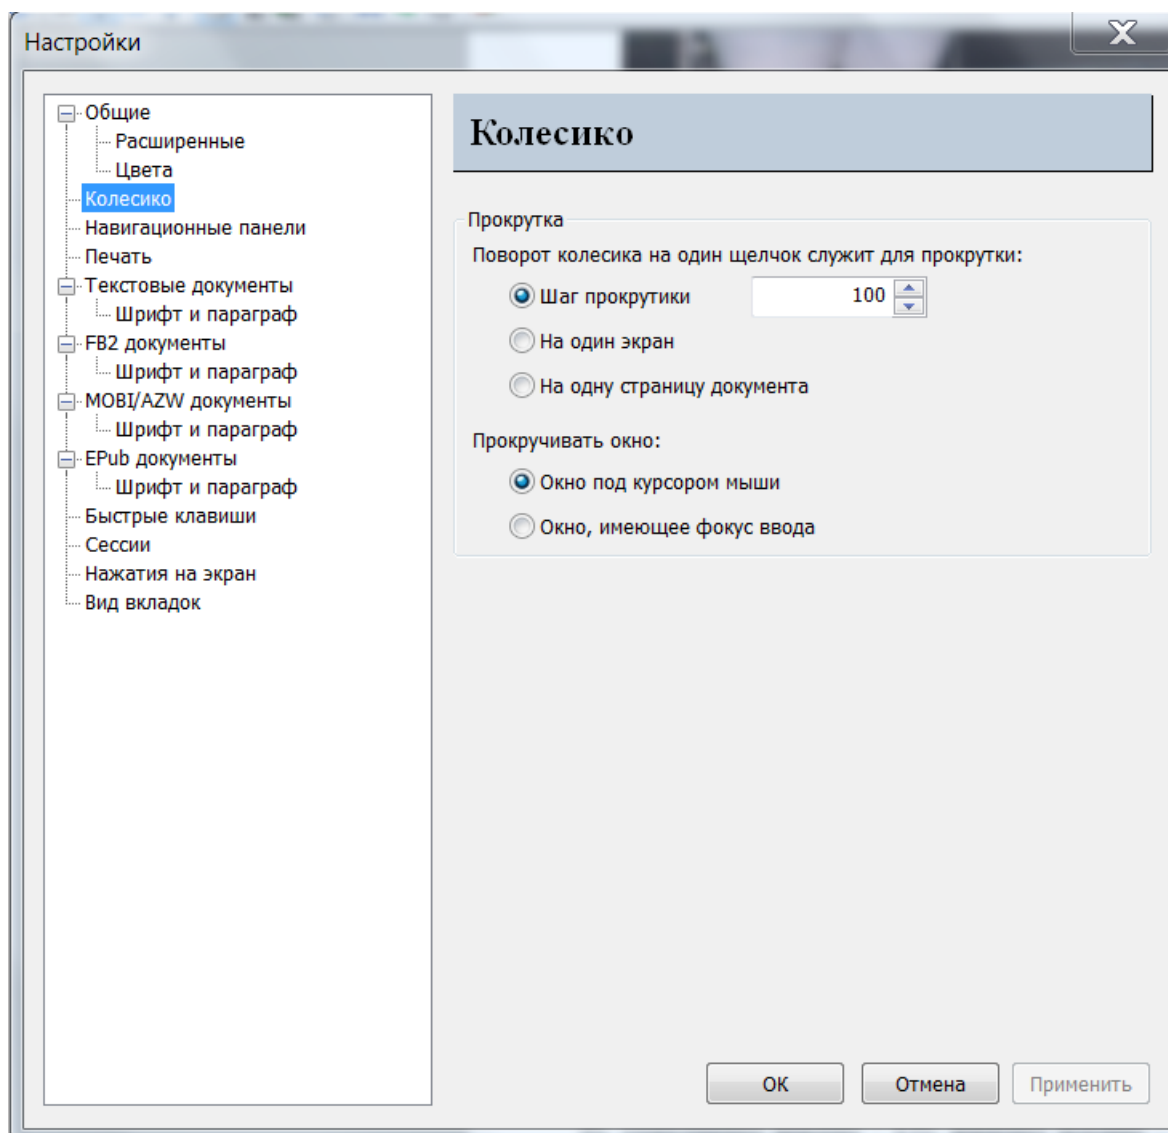 Настройки
Общие
Расширенные
Цвета
Колесико
Навигационные панели
Печать
Текстовые документы
Шрифт и параграф
FB2 документы
Шрифт и параграф
MOBI/AZW документы
Шрифт и параграф
EPub документы
Шрифт и параграф
Быстрые клавиши
Сессии
Нажатия на экран
Вид вкладок
Колесико
Прокрутка
Поворот колесика на один щелчок служит для прокрутки:
Шаг прокрутики 100
На один экран
На одну страницу документа
Прокручивать окно:
Окно под курсором мыши
Окно, имеющее фокус ввода
ОК Отмена Применить